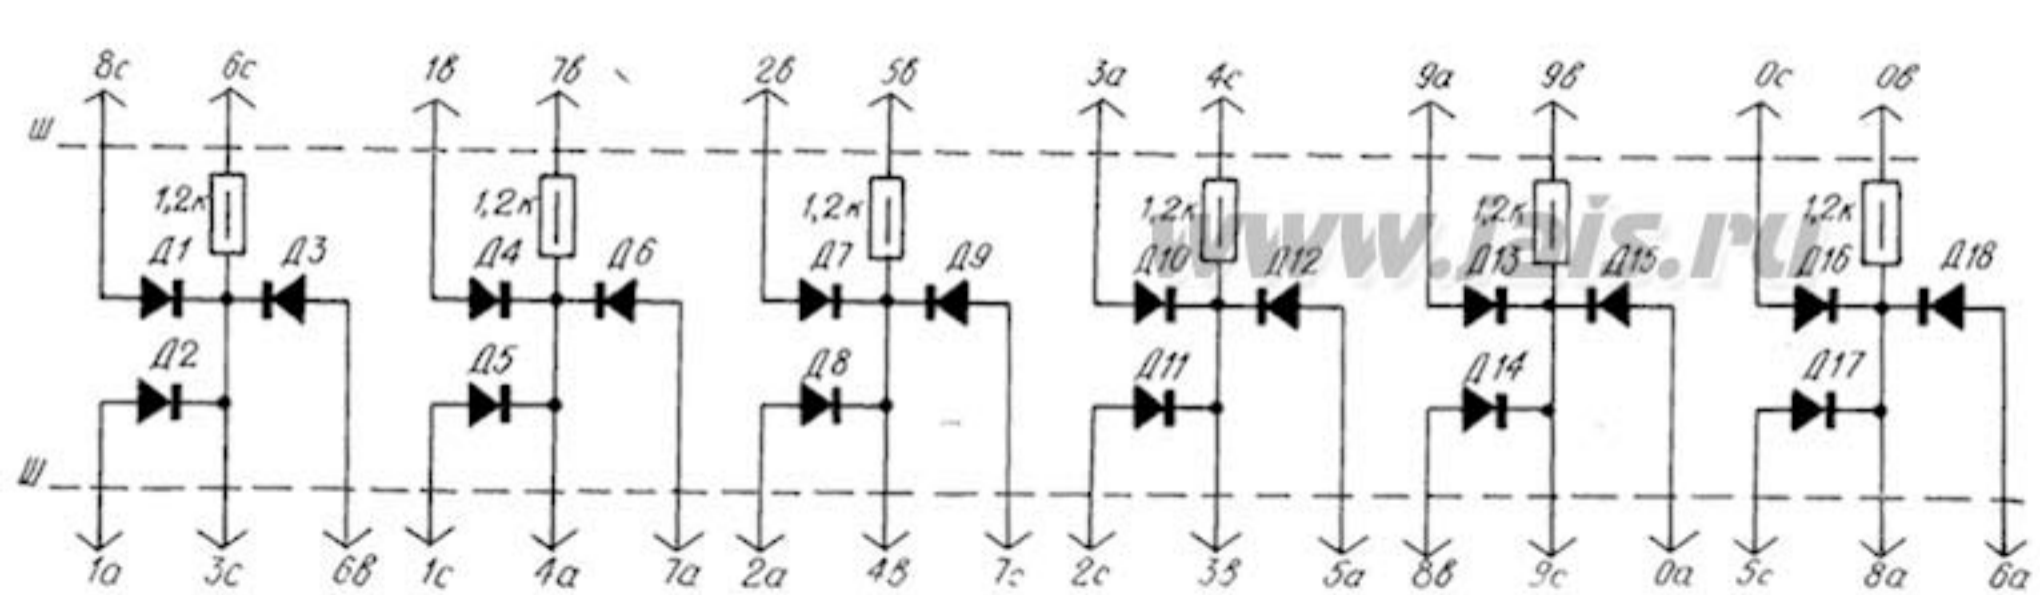 8с 6с 1в 7в 2в 5в 3а 4с 9а 9в 0с 0в
Ш
1,2к 1,2к 1,2к 1,2к 1,2к 1,2к
www.jais.ru
Д1 Д3 Д4 Д6 Д7 Д9 Д10 Д12 Д13 Д15 Д16 Д18
Д2 Д5 Д8 Д11 Д14 Д17
Ш
1а 3с 6в 1с 4а 7а 2а 4в 7с 2с 3в 5а 8в 9с 0а 5с 8а 6а